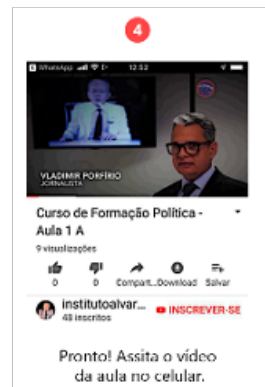 4
WhatsApp
12:52
VLADIMIR PORFÍRIO
JORNALISTA
Curso de Formação Política -
Aula 1 A
9 visualizações
0 0 Compart... Download Salvar
institutoalvar... INSCREVER-SE
48 inscritos
Pronto! Assita o vídeo
da aula no celular.